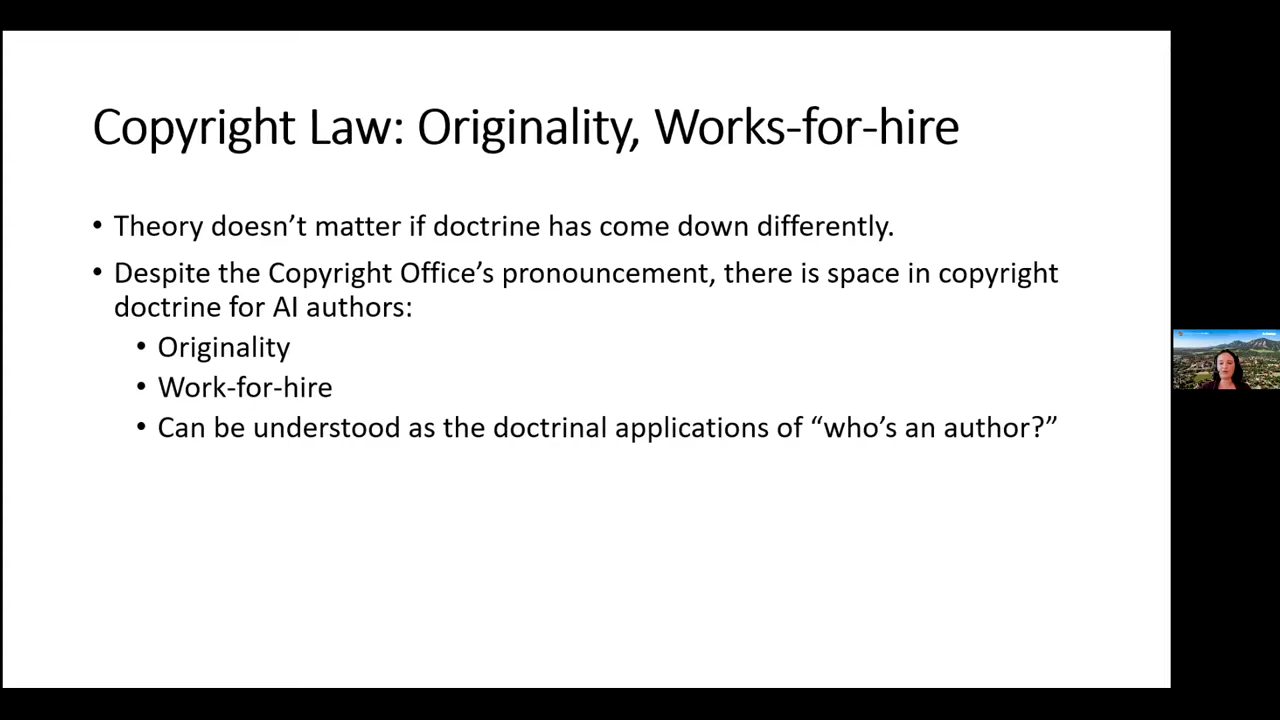 Copyright Law: Originality, Works-for-hire
• Theory doesn’t matter if doctrine has come down differently.
• Despite the Copyright Office’s pronouncement, there is space in copyright
doctrine for AI authors:
• Originality
• Work-for-hire
• Can be understood as the doctrinal applications of “who’s an author?”